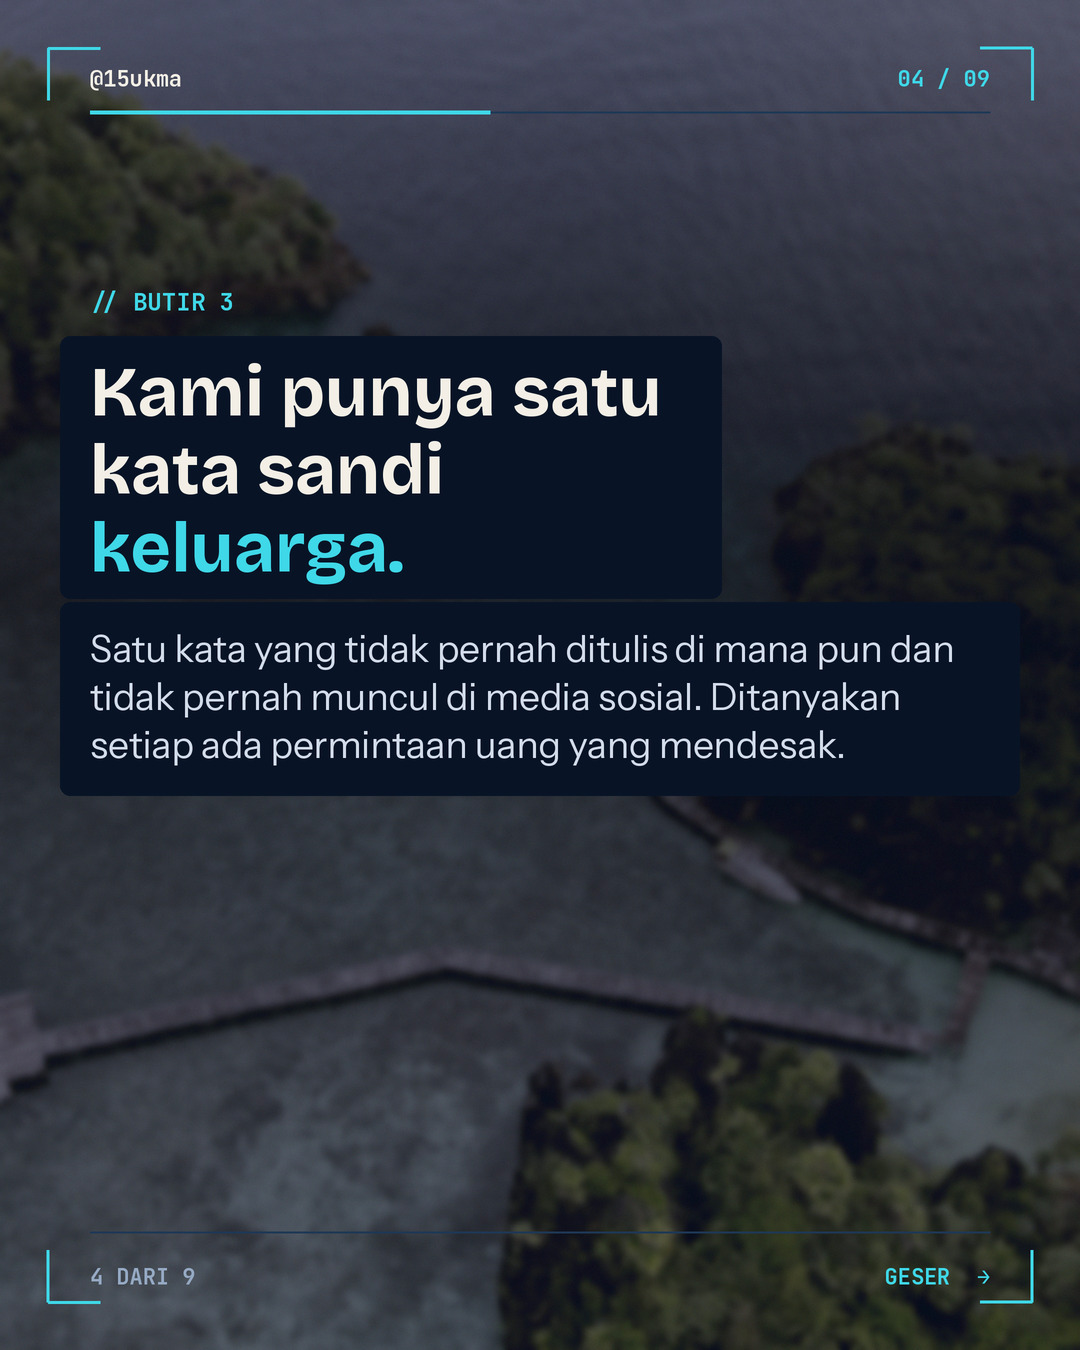 @15ukma
04 / 09
// BUTIR 3
Kami punya satu
kata sandi
keluarga.
Satu kata yang tidak pernah ditulis di mana pun dan
tidak pernah muncul di media sosial. Ditanyakan
setiap ada permintaan uang yang mendesak.
4 DARI 9
GESER →